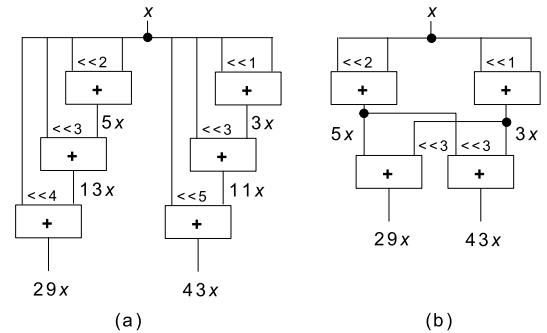 x x
<<2 <<1 <<2 <<1
+ + + +
5x 3x 5x 3x
<<3 <<3 <<3 <<3
+ + + +
13x 11x
<<4 <<5
+ +
29x 43x
29x 43x
(a) (b)